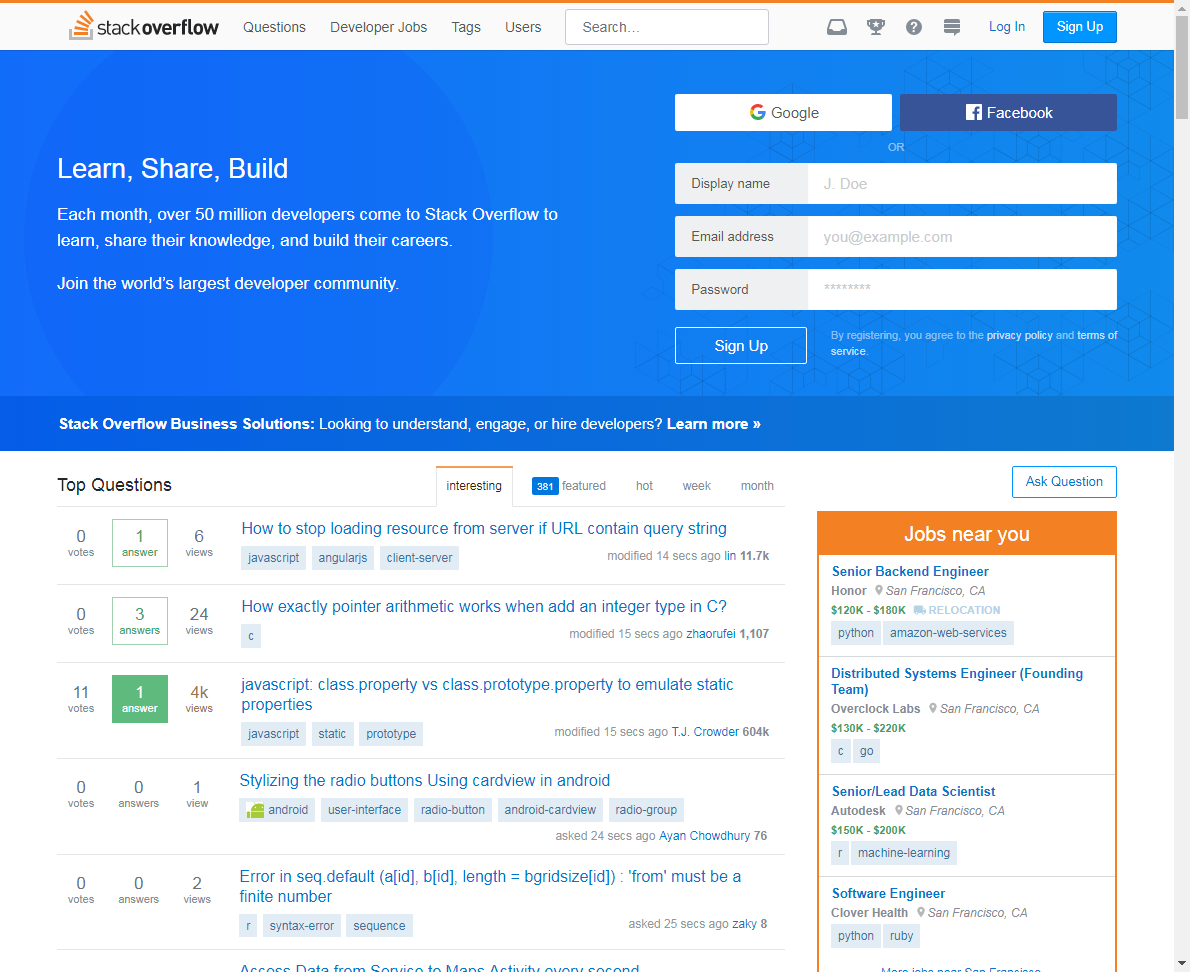 stackoverflow Questions Developer Jobs Tags Users Search... Log In Sign Up
Google Facebook
OR
Learn, Share, Build
Each month, over 50 million developers come to Stack Overflow to
learn, share their knowledge, and build their careers.
Join the world's largest developer community.
Display name J. Doe
Email address you@example.com
Password ********
Sign Up
By registering, you agree to the privacy policy and terms of
service.
Stack Overflow Business Solutions: Looking to understand, engage, or hire developers? Learn more »
Top Questions
interesting 381 featured hot week month
0 votes
1 answer
6 views
How to stop loading resource from server if URL contain query string
javascript angularjs client-server
modified 14 secs ago lin 11.7k
0 votes
3 answers
24 views
How exactly pointer arithmetic works when add an integer type in C?
c
modified 15 secs ago zhaorufei 1,107
11 votes
1 answer
4k views
javascript: class.property vs class.prototype.property to emulate static
properties
javascript static prototype
modified 15 secs ago T.J. Crowder 604k
0 votes
0 answers
1 view
Stylizing the radio buttons Using cardview in android
android user-interface radio-button android-cardview radio-group
asked 24 secs ago Ayan Chowdhury 76
0 votes
0 answers
2 views
Error in seq.default (a[id], b[id], length = bgridsize[id]) : 'from' must be a
finite number
r syntax-error sequence
asked 25 secs ago zaky 8
Access Data from Service to Maps Activity every second
Ask Question
Jobs near you
Senior Backend Engineer
Honor San Francisco, CA
$120K - $180K RELOCATION
python amazon-web-services
Distributed Systems Engineer (Founding
Team)
Overclock Labs San Francisco, CA
$130K - $220K
c go
Senior/Lead Data Scientist
Autodesk San Francisco, CA
$150K - $200K
r machine-learning
Software Engineer
Clover Health San Francisco, CA
python ruby
More jobs near San Francisco